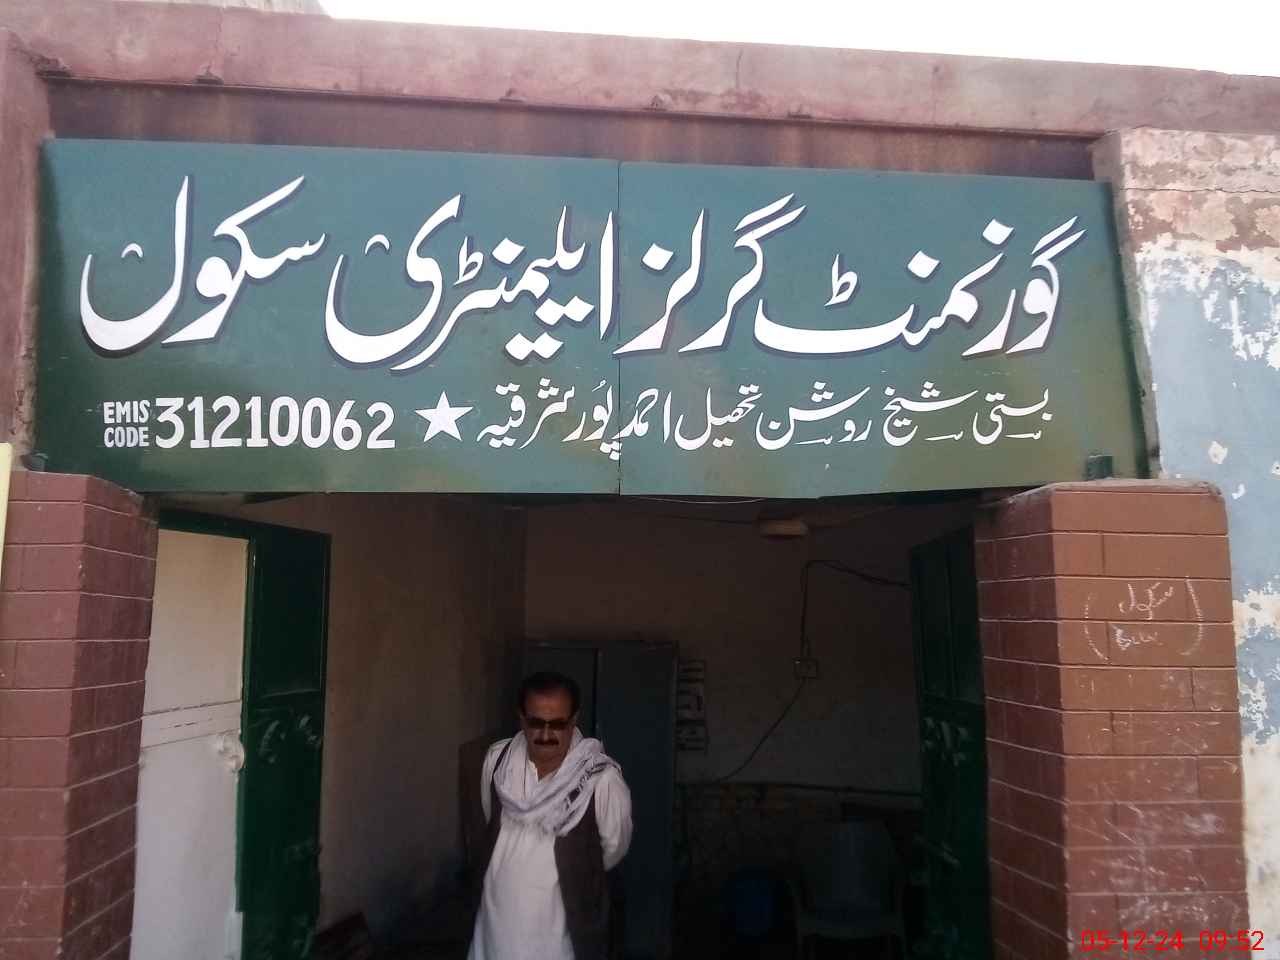 گورنمنٹ گرلز ایلیمنٹری سکول
بستی شیخ روشن تحصیل احمد پور شرقیہ ★ EMIS CODE 31210062
05-12-24 09:52